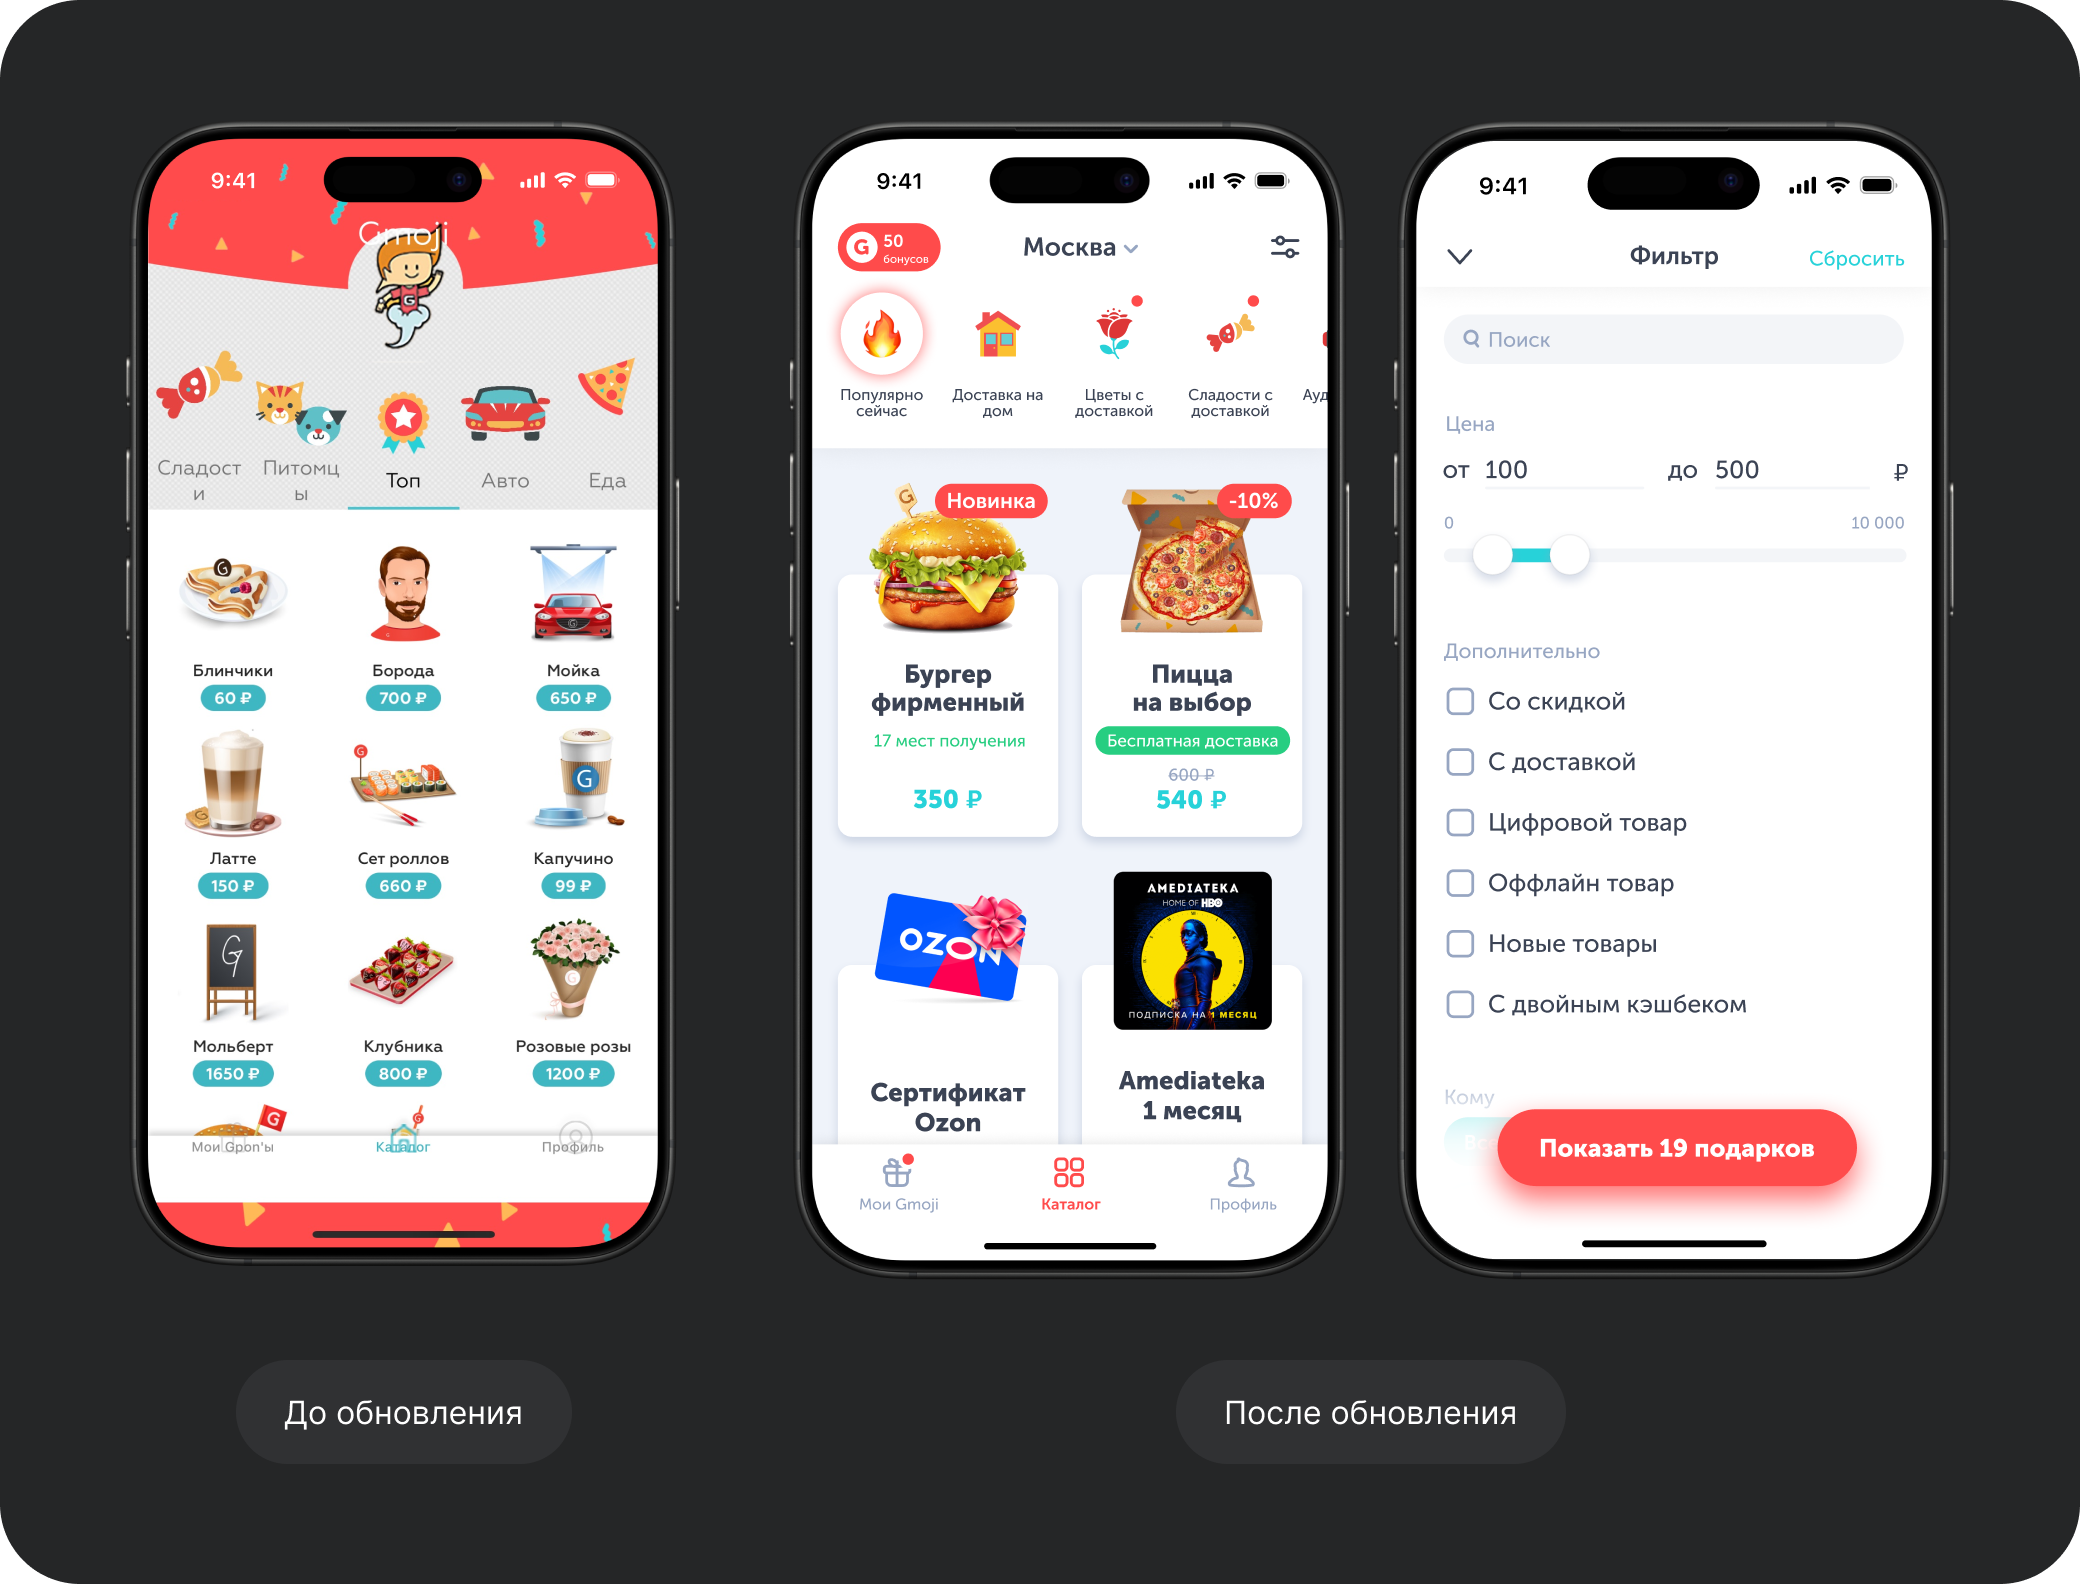 9:41
Gmoji
Сладост
и
Питомц
ы
Топ
Авто
Еда
Блинчики
60 ₽
Борода
700 ₽
Мойка
650 ₽
Латте
150 ₽
Сет роллов
660 ₽
Капучино
99 ₽
Мольберт
1650 ₽
Клубника
800 ₽
Розовые розы
1200 ₽
Мои Gpon'ы
Каталог
Профиль
До обновления
9:41
G 50
бонусов
Москва
Популярно
сейчас
Доставка на
дом
Цветы с
доставкой
Сладости с
доставкой
Ауд
Новинка
Бургер
фирменный
17 мест получения
350 ₽
-10%
Пицца
на выбор
Бесплатная доставка
600 ₽
540 ₽
OZON
Сертификат
Ozon
AMEDIATEKA
HOME OF HBO
ПОДПИСКА НА 1 МЕСЯЦ
Amediateka
1 месяц
Мои Gmoji
Каталог
Профиль
9:41
Фильтр
Сбросить
Поиск
Цена
от 100
до 500 ₽
0
10 000
Дополнительно
Со скидкой
С доставкой
Цифровой товар
Оффлайн товар
Новые товары
С двойным кэшбеком
Кому
Показать 19 подарков
После обновления